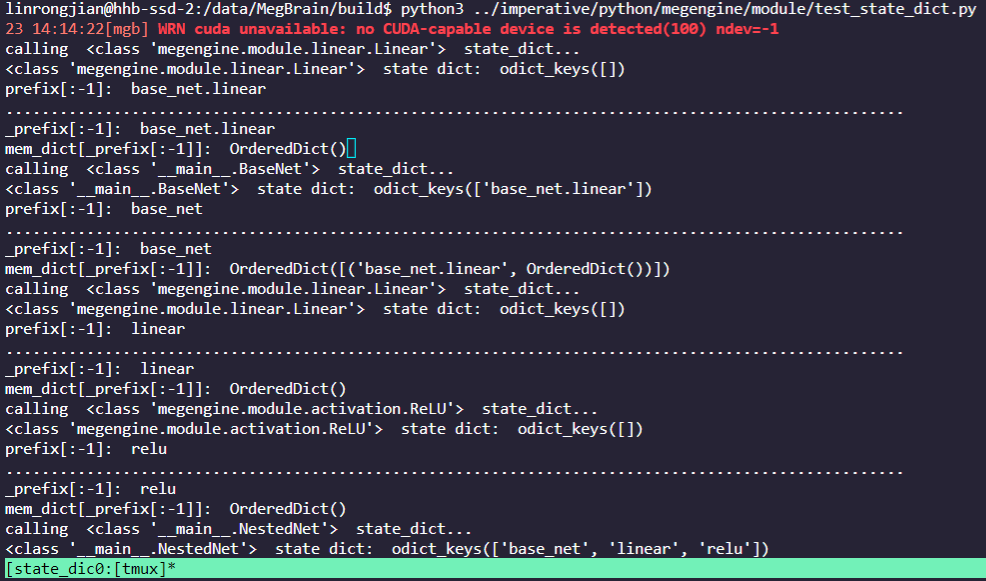 linrongjian@hhb-ssd-2:/data/MegBrain/build$ python3 ../imperative/python/megengine/module/test_state_dict.py
23 14:14:22[mgb] WRN cuda unavailable: no CUDA-capable device is detected(100) ndev=-1
calling  <class 'megengine.module.linear.Linear'>  state_dict...
<class 'megengine.module.linear.Linear'>  state dict:  odict_keys([])
prefix[:-1]:  base_net.linear
....................................................................................................
_prefix[:-1]:  base_net.linear
mem_dict[_prefix[:-1]]:  OrderedDict()
calling  <class '__main__.BaseNet'>  state_dict...
<class '__main__.BaseNet'>  state dict:  odict_keys(['base_net.linear'])
prefix[:-1]:  base_net
....................................................................................................
_prefix[:-1]:  base_net
mem_dict[_prefix[:-1]]:  OrderedDict([('base_net.linear', OrderedDict())])
calling  <class 'megengine.module.linear.Linear'>  state_dict...
<class 'megengine.module.linear.Linear'>  state dict:  odict_keys([])
prefix[:-1]:  linear
....................................................................................................
_prefix[:-1]:  linear
mem_dict[_prefix[:-1]]:  OrderedDict()
calling  <class 'megengine.module.activation.ReLU'>  state_dict...
<class 'megengine.module.activation.ReLU'>  state dict:  odict_keys([])
prefix[:-1]:  relu
....................................................................................................
_prefix[:-1]:  relu
mem_dict[_prefix[:-1]]:  OrderedDict()
calling  <class '__main__.NestedNet'>  state_dict...
<class '__main__.NestedNet'>  state dict:  odict_keys(['base_net', 'linear', 'relu'])
[state_dic0:[tmux]*